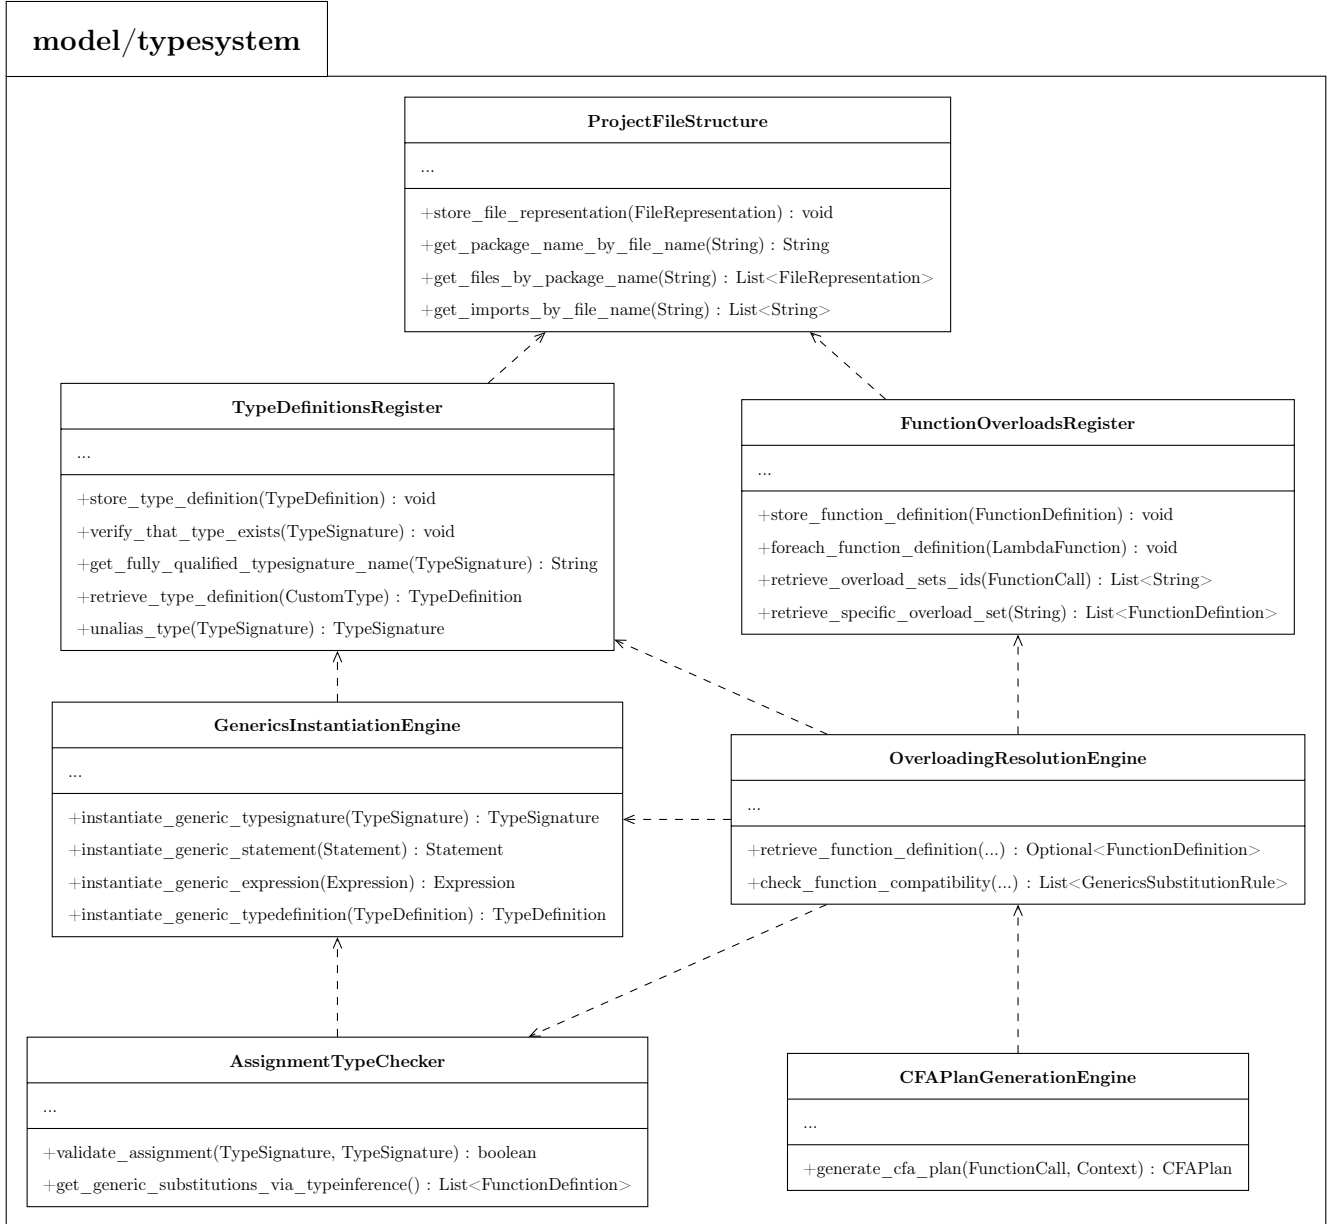 model/typesystem
ProjectFileStructure
...
+store_file_representation(FileRepresentation) : void
+get_package_name_by_file_name(String) : String
+get_files_by_package_name(String) : List<FileRepresentation>
+get_imports_by_file_name(String) : List<String>
TypeDefinitionsRegister
...
+store_type_definition(TypeDefinition) : void
+verify_that_type_exists(TypeSignature) : void
+get_fully_qualified_typesignature_name(TypeSignature) : String
+retrieve_type_definition(CustomType) : TypeDefinition
+unalias_type(TypeSignature) : TypeSignature
FunctionOverloadsRegister
...
+store_function_definition(FunctionDefinition) : void
+foreach_function_definition(LambdaFunction) : void
+retrieve_overload_sets_ids(FunctionCall) : List<String>
+retrieve_specific_overload_set(String) : List<FunctionDefintion>
GenericsInstantiationEngine
...
+instantiate_generic_typesignature(TypeSignature) : TypeSignature
+instantiate_generic_statement(Statement) : Statement
+instantiate_generic_expression(Expression) : Expression
+instantiate_generic_typedefinition(TypeDefinition) : TypeDefinition
OverloadingResolutionEngine
...
+retrieve_function_definition(...) : Optional<FunctionDefinition>
+check_function_compatibility(...) : List<GenericsSubstitutionRule>
AssignmentTypeChecker
...
+validate_assignment(TypeSignature, TypeSignature) : boolean
+get_generic_substitutions_via_typeinference() : List<FunctionDefintion>
CFAPlanGenerationEngine
...
+generate_cfa_plan(FunctionCall, Context) : CFAPlan